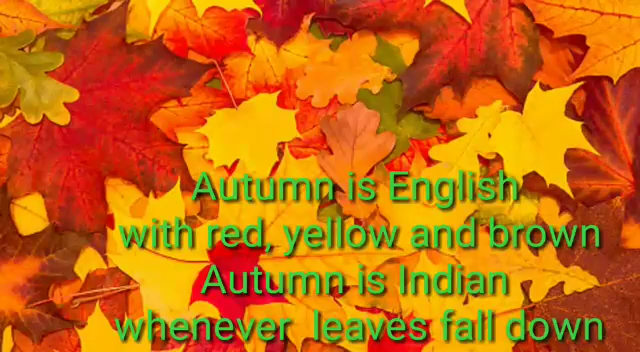 Autumn is English
with red, yellow and brown
Autumn is Indian
whenever  leaves fall down